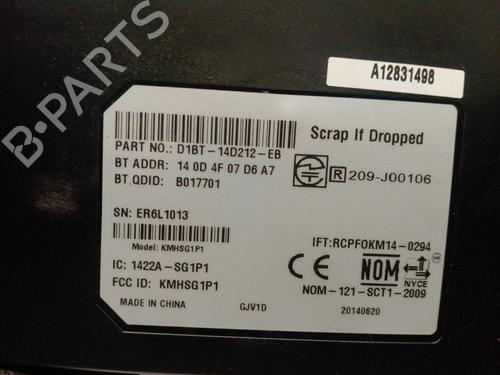 A12831498
B-PARTS
Scrap If Dropped
PART NO.: D1BT-14D212-EB
BT ADDR: 14 0D 4F 07 D6 A7
BT QDID: B017701
R 209-J00106
SN: ER6L1013
Model: KMHSG1P1
IFT:RCPFOKM14-0294
IC: 1422A-SG1P1
FCC ID: KMHSG1P1
CE
NOM
NYCE
NOM-121-SCT1-2009
MADE IN CHINA
GJV1D
20140620